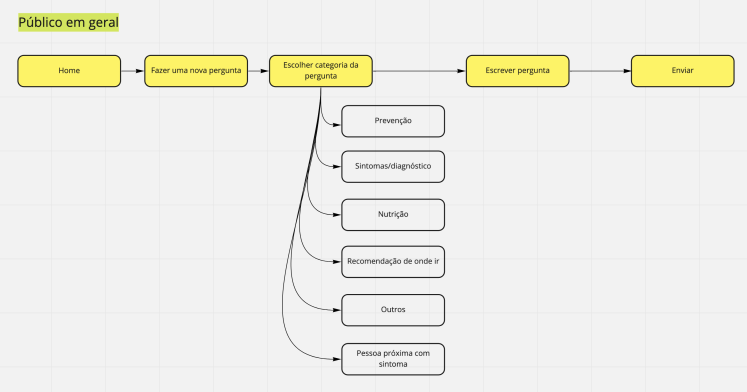 Público em geral
Home
Fazer uma nova pergunta
Escolher categoria da
pergunta
Escrever pergunta
Enviar
Prevenção
Sintomas/diagnóstico
Nutrição
Recomendação de onde ir
Outros
Pessoa próxima com
sintoma